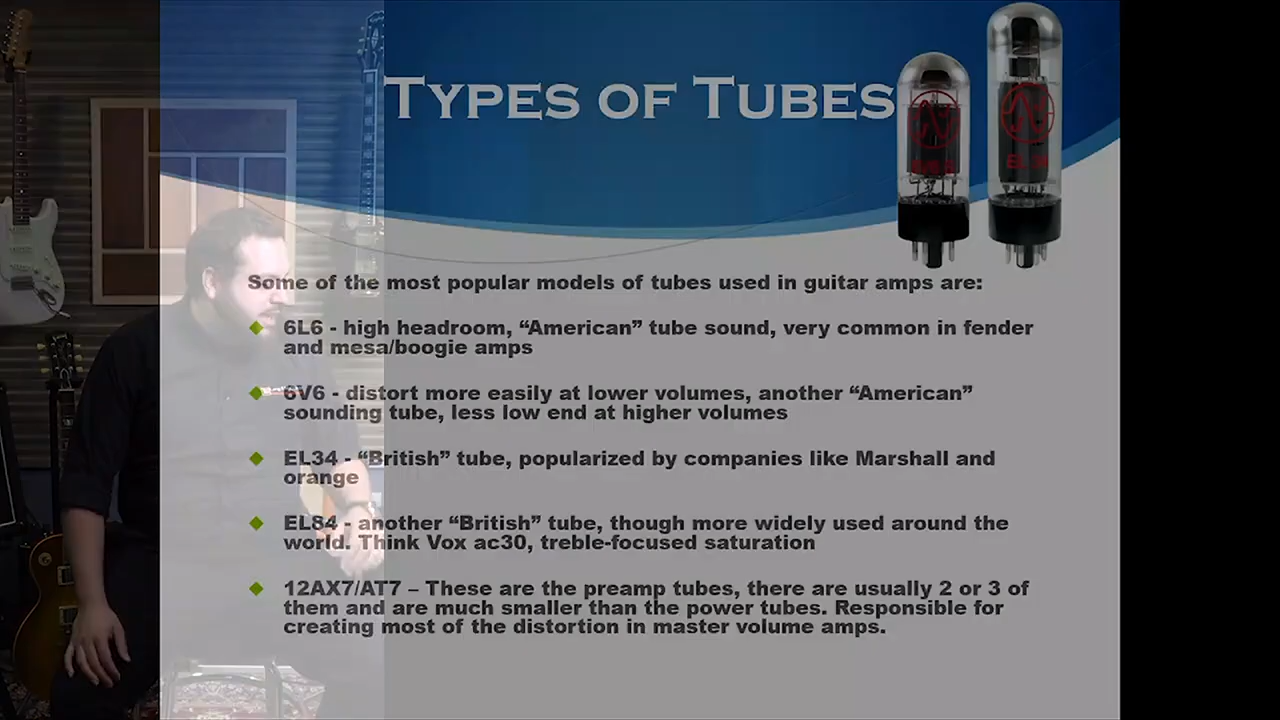 TYPES OF TUBES
EL34
Some of the most popular models of tubes used in guitar amps are:
6L6 - high headroom, “American” tube sound, very common in fender
and mesa/boogie amps
6V6 - distort more easily at lower volumes, another “American”
sounding tube, less low end at higher volumes
EL34 - “British” tube, popularized by companies like Marshall and
orange
EL84 - another “British” tube, though more widely used around the
world. Think Vox ac30, treble-focused saturation
12AX7/AT7 – These are the preamp tubes, there are usually 2 or 3 of
them and are much smaller than the power tubes. Responsible for
creating most of the distortion in master volume amps.